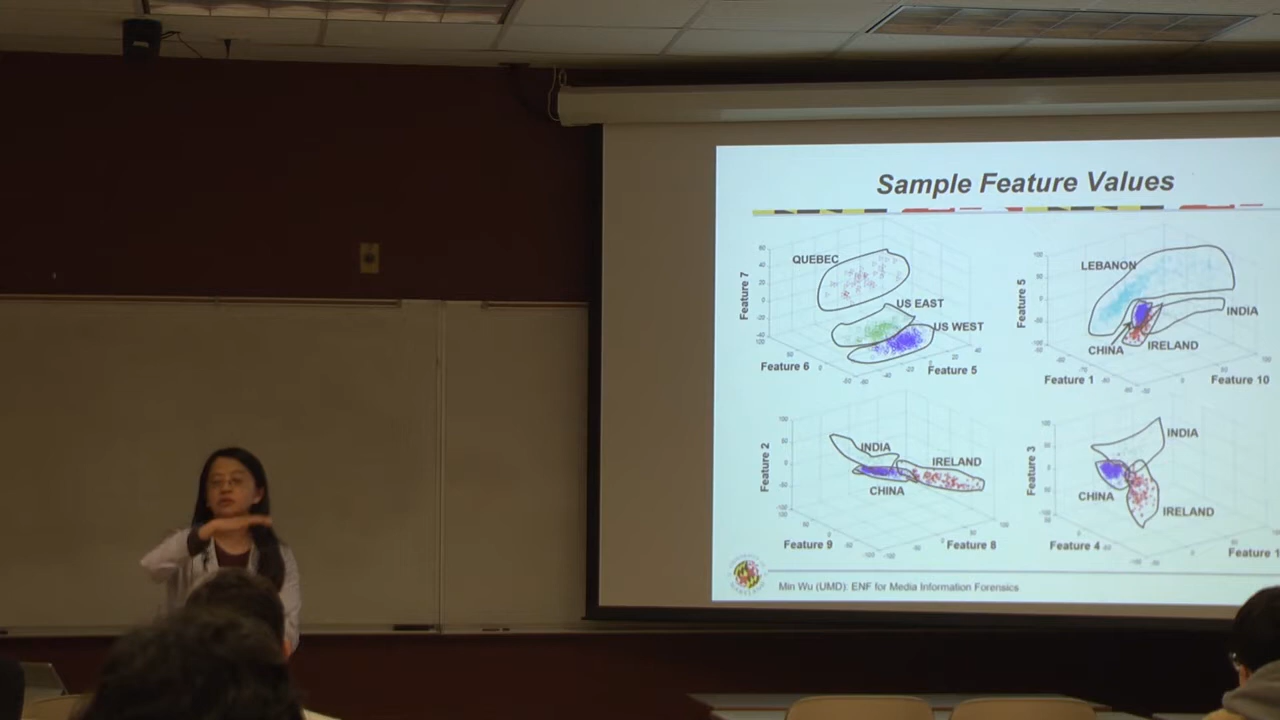 Sample Feature Values
QUEBEC
US EAST
US WEST
Feature 7
Feature 6
Feature 5
LEBANON
INDIA
CHINA
IRELAND
Feature 5
Feature 1
Feature 10
INDIA
IRELAND
CHINA
Feature 2
Feature 9
Feature 8
INDIA
CHINA
IRELAND
Feature 3
Feature 4
Feature 1
Min Wu (UMD): ENF for Media Information Forensics